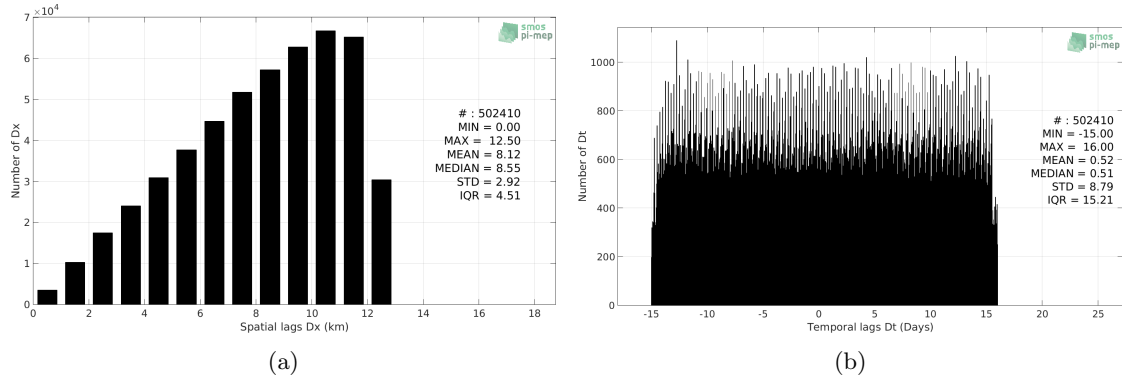 ×10⁴
7
6
5
4
3
2
1
0
Number of Dx
smos
pi-mep
# : 502410
MIN = 0.00
MAX = 12.50
MEAN = 8.12
MEDIAN = 8.55
STD = 2.92
IQR = 4.51
0 2 4 6 8 10 12 14 16 18
Spatial lags Dx (km)
(a)
1000
800
600
400
200
0
Number of Dt
smos
pi-mep
# : 502410
MIN = -15.00
MAX = 16.00
MEAN = 0.52
MEDIAN = 0.51
STD = 8.79
IQR = 15.21
-15 -10 -5 0 5 10 15 20 25
Temporal lags Dt (Days)
(b)